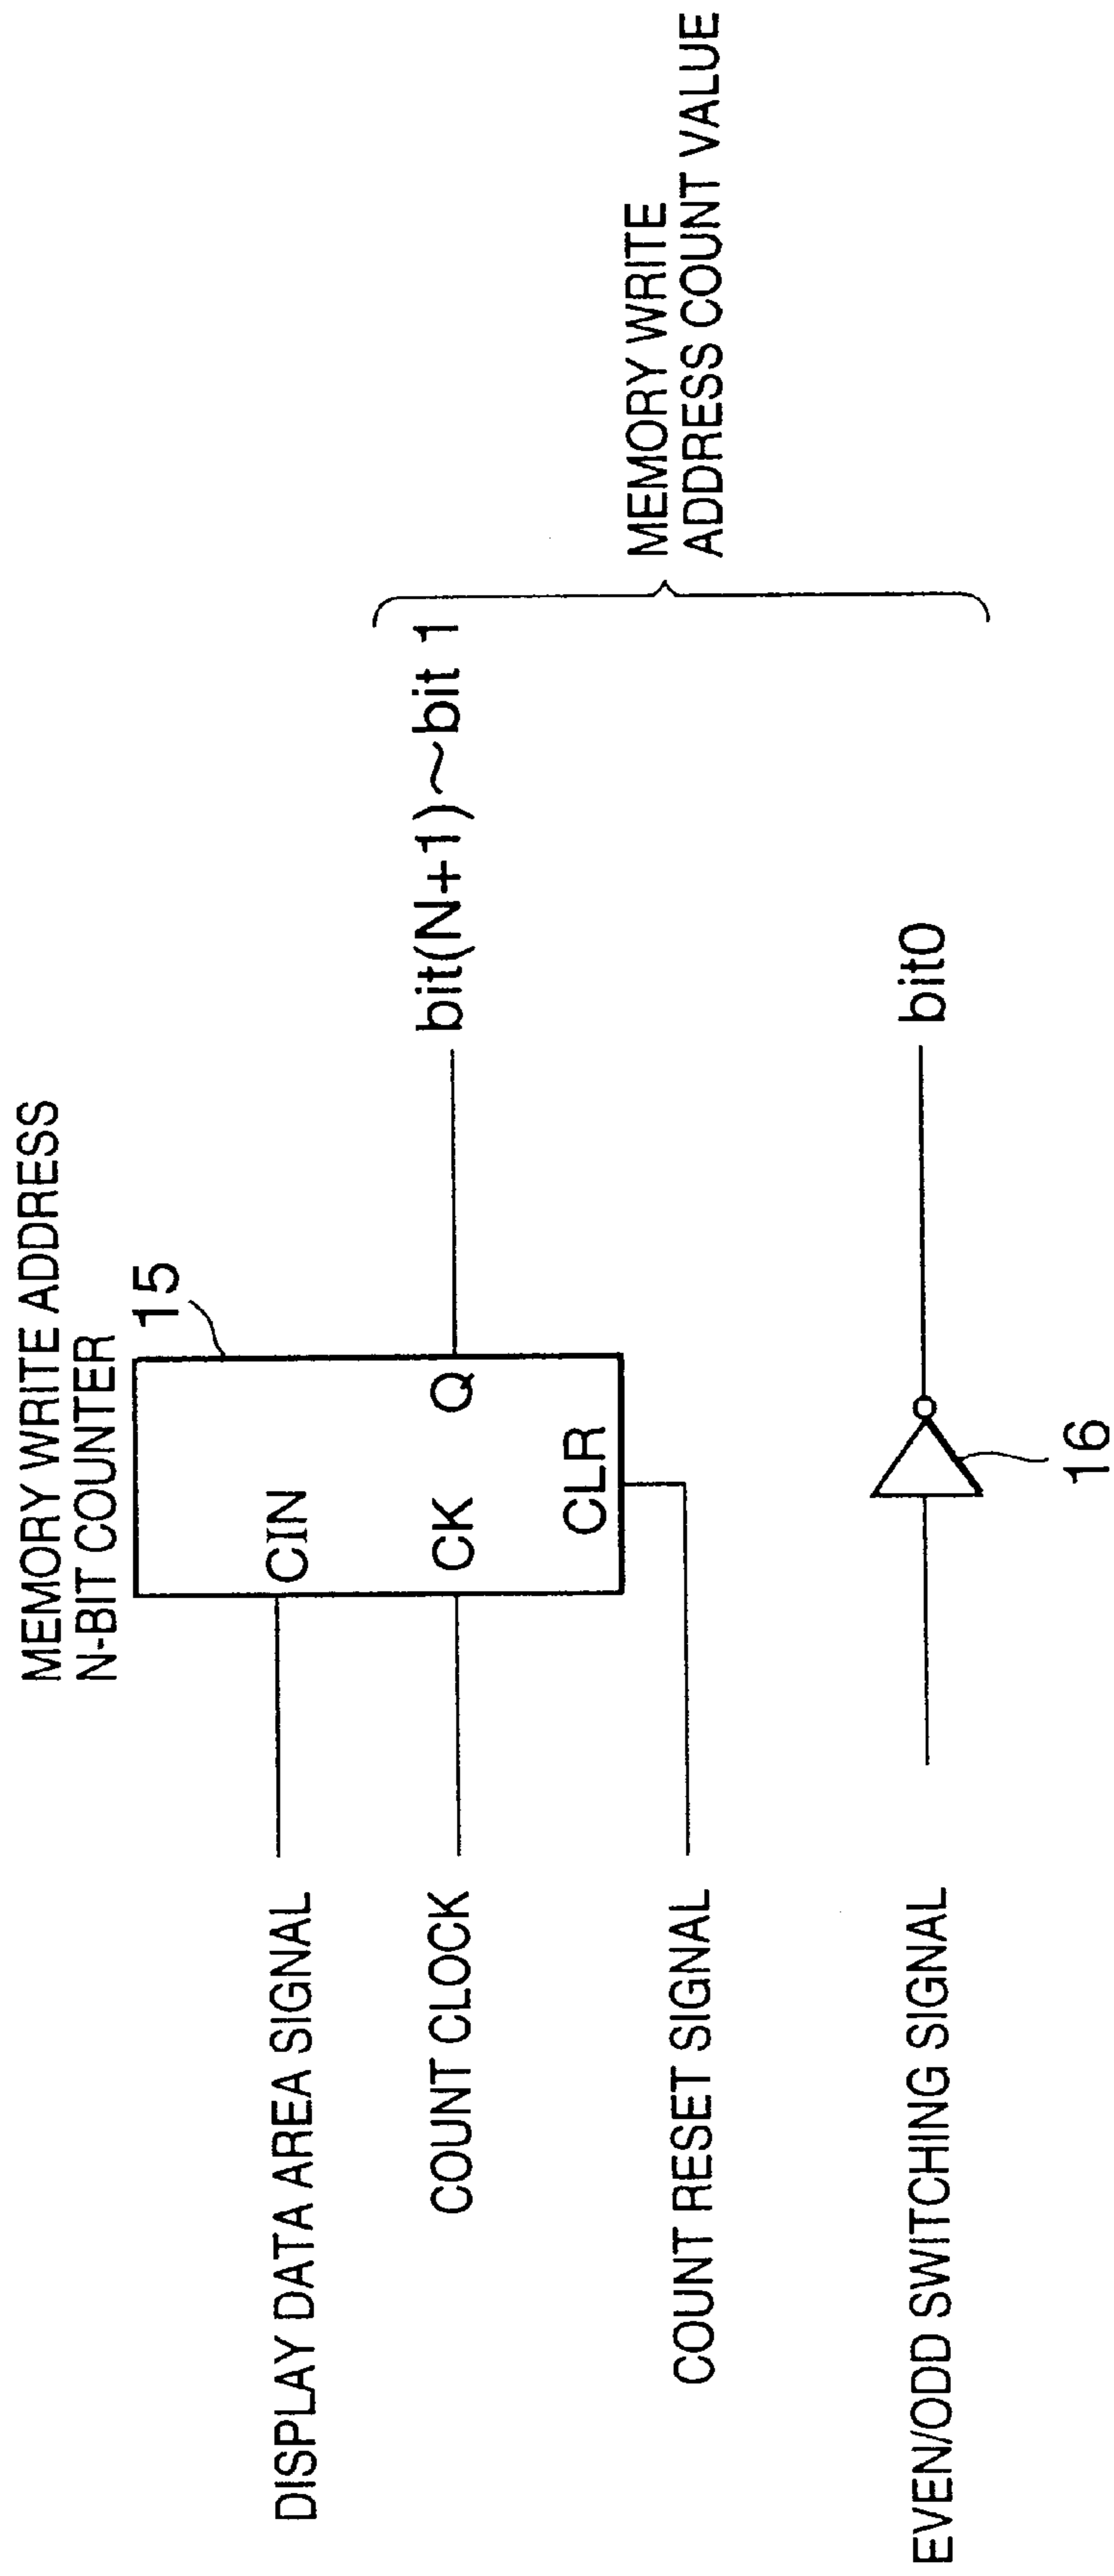 MEMORY WRITE ADDRESS
N-BIT COUNTER
15
DISPLAY DATA AREA SIGNAL
CIN
COUNT CLOCK
CK
Q
bit(N+1)~bit 1
CLR
COUNT RESET SIGNAL
MEMORY WRITE
ADDRESS COUNT VALUE
EVEN/ODD SWITCHING SIGNAL
bit0
16